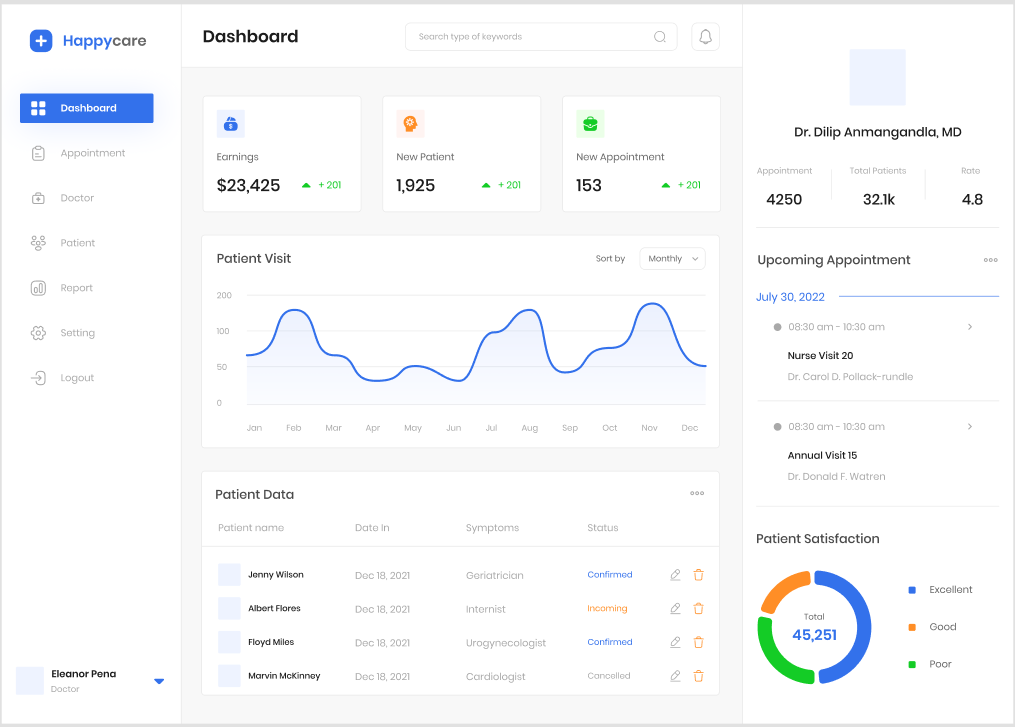 Happycare
Dashboard
Appointment
Doctor
Patient
Report
Setting
Logout
Eleanor Pena
Doctor
Dashboard
Search type of keywords
Earnings
$23,425 + 201
New Patient
1,925 + 201
New Appointment
153 + 201
Patient Visit
Sort by Monthly
200
100
50
0
Jan Feb Mar Apr May Jun Jul Aug Sep Oct Nov Dec
Patient Data
Patient name Date In Symptoms Status
Jenny Wilson Dec 18, 2021 Geriatrician Confirmed
Albert Flores Dec 18, 2021 Internist Incoming
Floyd Miles Dec 18, 2021 Urogynecologist Confirmed
Marvin McKinney Dec 18, 2021 Cardiologist Cancelled
Dr. Dilip Anmangandla, MD
Appointment Total Patients Rate
4250 32.1k 4.8
Upcoming Appointment
July 30, 2022
08:30 am - 10:30 am
Nurse Visit 20
Dr. Carol D. Pollack-rundle
08:30 am - 10:30 am
Annual Visit 15
Dr. Donald F. Watren
Patient Satisfaction
Total
45,251
Excellent
Good
Poor